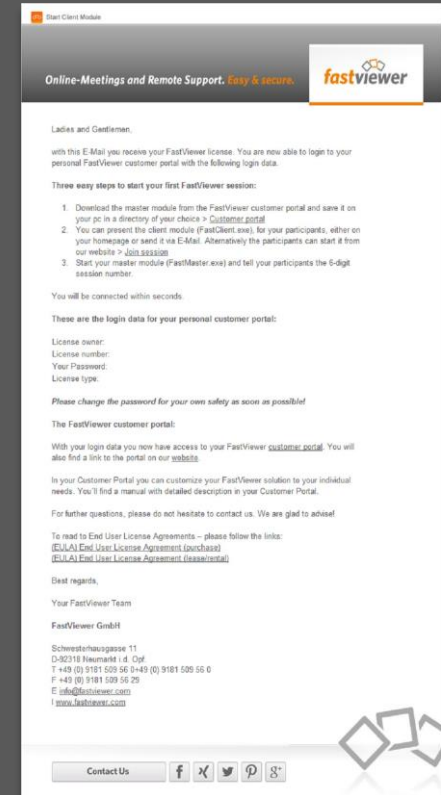 Start Client Module
Online-Meetings and Remote Support. Easy & secure.
fastviewer
Ladies and Gentlemen,
with this E-Mail you receive your FastViewer license. You are now able to login to your
personal FastViewer customer portal with the following login data.
Three easy steps to start your first FastViewer session:
1. Download the master module from the FastViewer customer portal and save it on
your pc in a directory of your choice > Customer portal
2. You can present the client module (FastClient.exe), for your participants, either on
your homepage or send it via E-Mail. Alternatively the participants can start it from
our website > Join session
3. Start your master module (FastMaster.exe) and tell your participants the 6-digit
session number.
You will be connected within seconds.
These are the login data for your personal customer portal:
License owner:
License number:
Your Password:
License type:
Please change the password for your own safety as soon as possible!
The FastViewer customer portal:
With your login data you now have access to your FastViewer customer portal. You will
also find a link to the portal on our website.
In your Customer Portal you can customize your FastViewer solution to your individual
needs. You'll find a manual with detailed description in your Customer Portal.
For further questions, please do not hesitate to contact us. We are glad to advise!
To read to End User License Agreements – please follow the links:
(EULA) End User License Agreement (purchase)
(EULA) End User License Agreement (lease/rental)
Best regards,
Your FastViewer Team
FastViewer GmbH
Schwesterhausgasse 11
D-92318 Neumarkt i.d. Opf.
T +49 (0) 9181 509 56 0+49 (0) 9181 509 56 0
F +49 (0) 9181 509 56 29
E info@fastviewer.com
I www.fastviewer.com
Contact Us